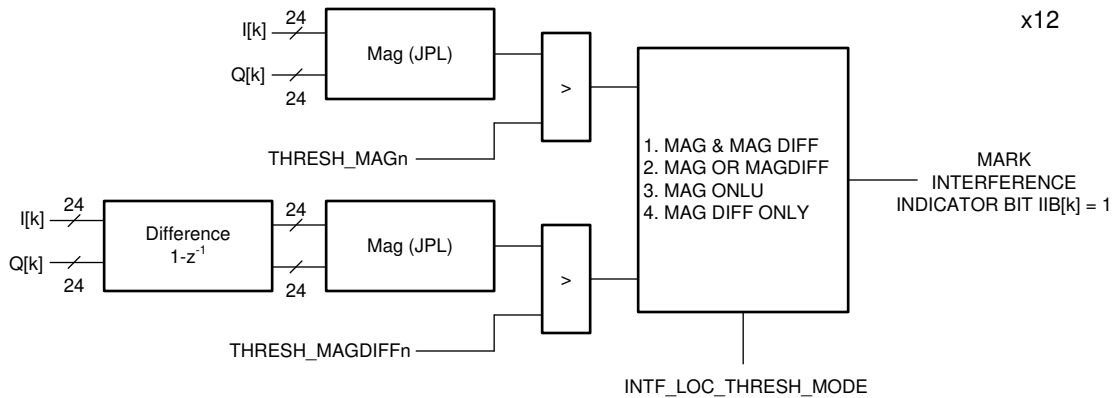 x12
24
I[k]
Q[k]
24
Mag (JPL)
>
THRESH_MAGn
1. MAG & MAG DIFF
2. MAG OR MAGDIFF
3. MAG ONLU
4. MAG DIFF ONLY
MARK
INTERFERENCE
INDICATOR BIT IIB[k] = 1
24
I[k]
Q[k]
24
Difference
1-z-1
24
24
Mag (JPL)
>
THRESH_MAGDIFFn
INTF_LOC_THRESH_MODE